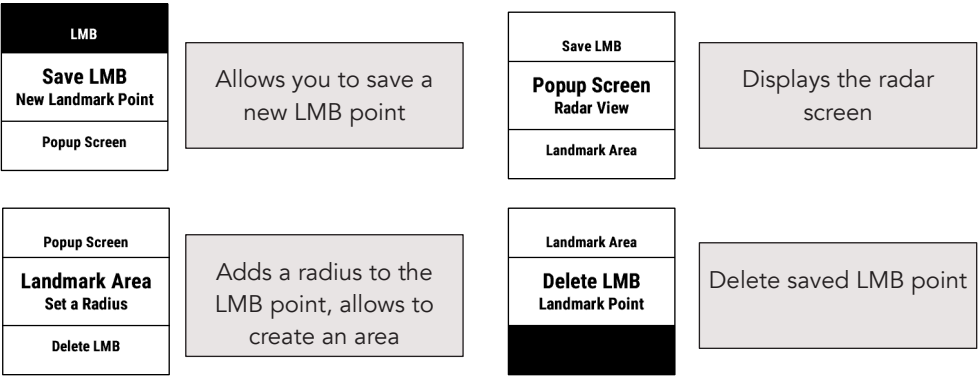 LMB
Save LMB
New Landmark Point
Popup Screen
Allows you to save a
new LMB point
Save LMB
Popup Screen
Radar View
Landmark Area
Displays the radar
screen
Popup Screen
Landmark Area
Set a Radius
Delete LMB
Adds a radius to the
LMB point, allows to
create an area
Landmark Area
Delete LMB
Landmark Point
Delete saved LMB point